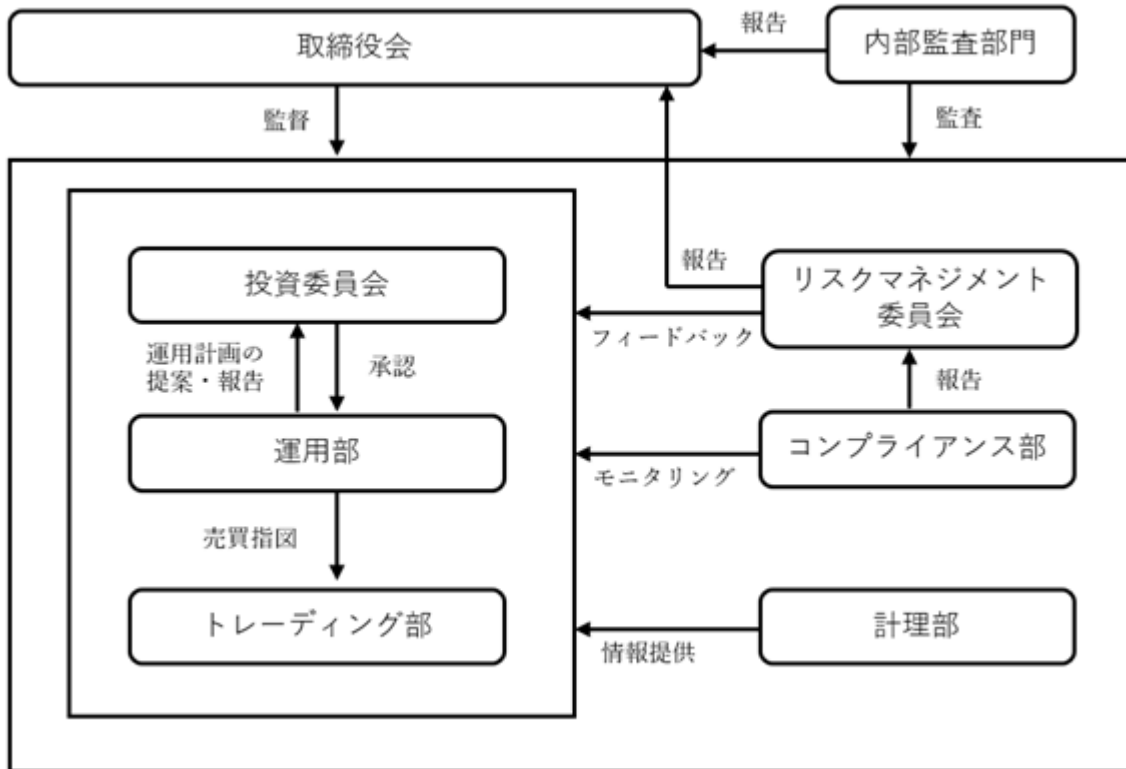 取締役会
報告
内部監査部門
監督
監査
投資委員会
報告
リスクマネジメント
委員会
フィードバック
運用計画の
提案・報告
承認
報告
運用部
コンプライアンス部
モニタリング
売買指図
トレーディング部
計理部
情報提供